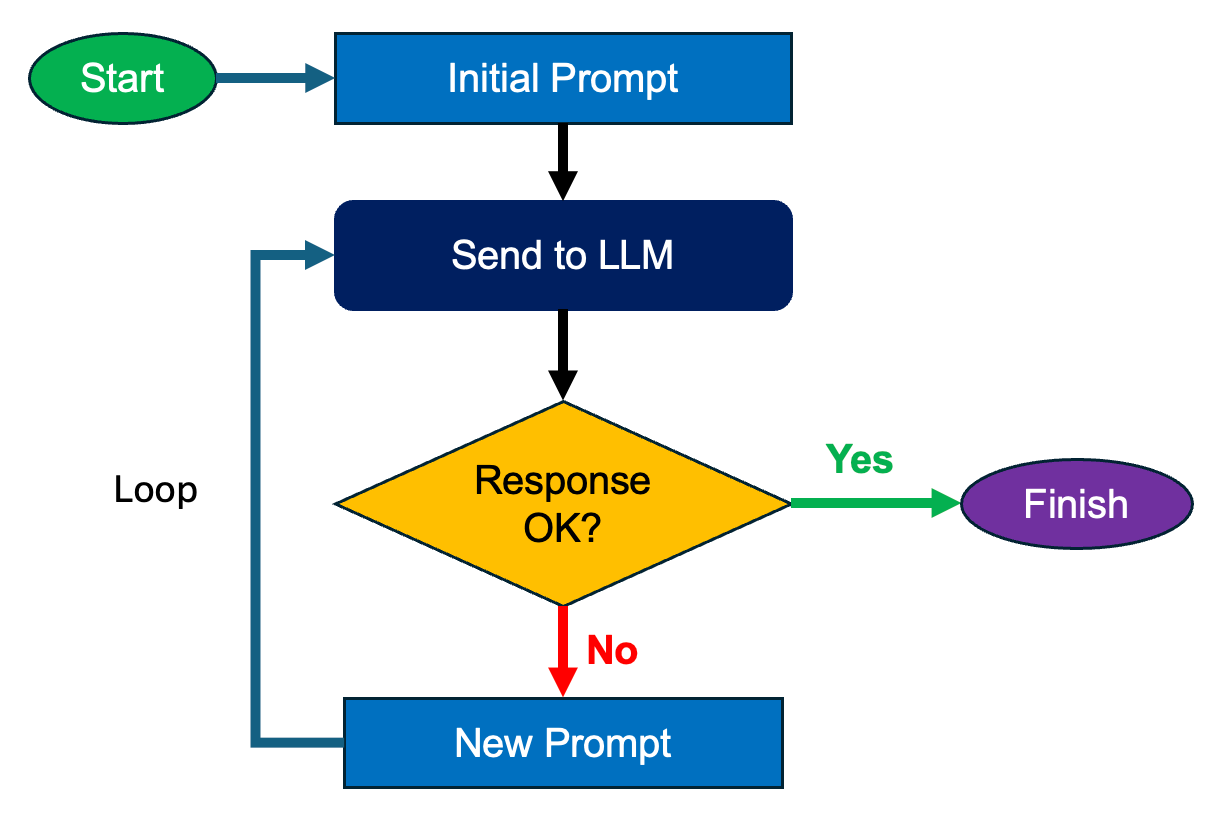 Start
Initial Prompt
Send to LLM
Response
OK?
Yes
Finish
Loop
No
New Prompt